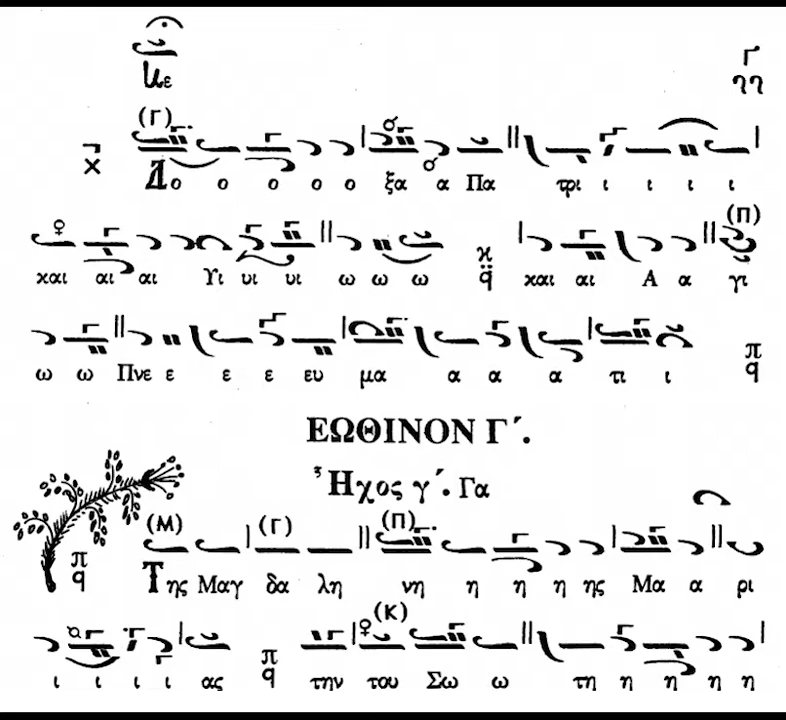 με
(Γ)
Δο ο ο ο ο ξα α Πα τρι ι ι ι ι
(Π)
και αι αι Υι υι υι ω ω ω και αι Α α γι
ω ω Πνε ε ε ε ευ μα α α α τι ι
ΕΩΘΙΝΟΝ Γ´.
Ἦχος γ´. Γα
(Μ) (Γ) (Π)
Της Μαγ δα λη νη η η η ης Μα α ρι
(Κ)
ι ι ι ι ας την του Σω ω τη η η η η